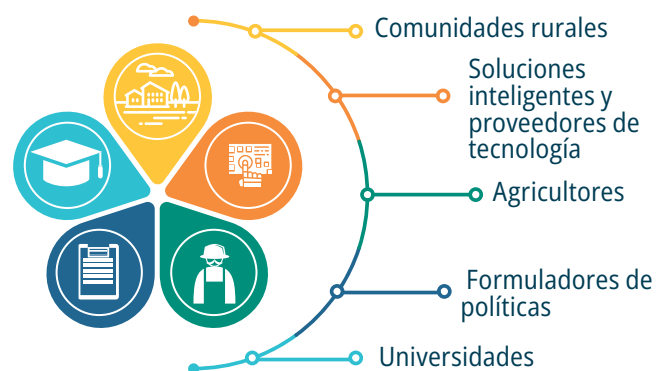 Comunidades rurales
Soluciones
inteligentes y
proveedores de
tecnología
Agricultores
Formuladores de
políticas
Universidades